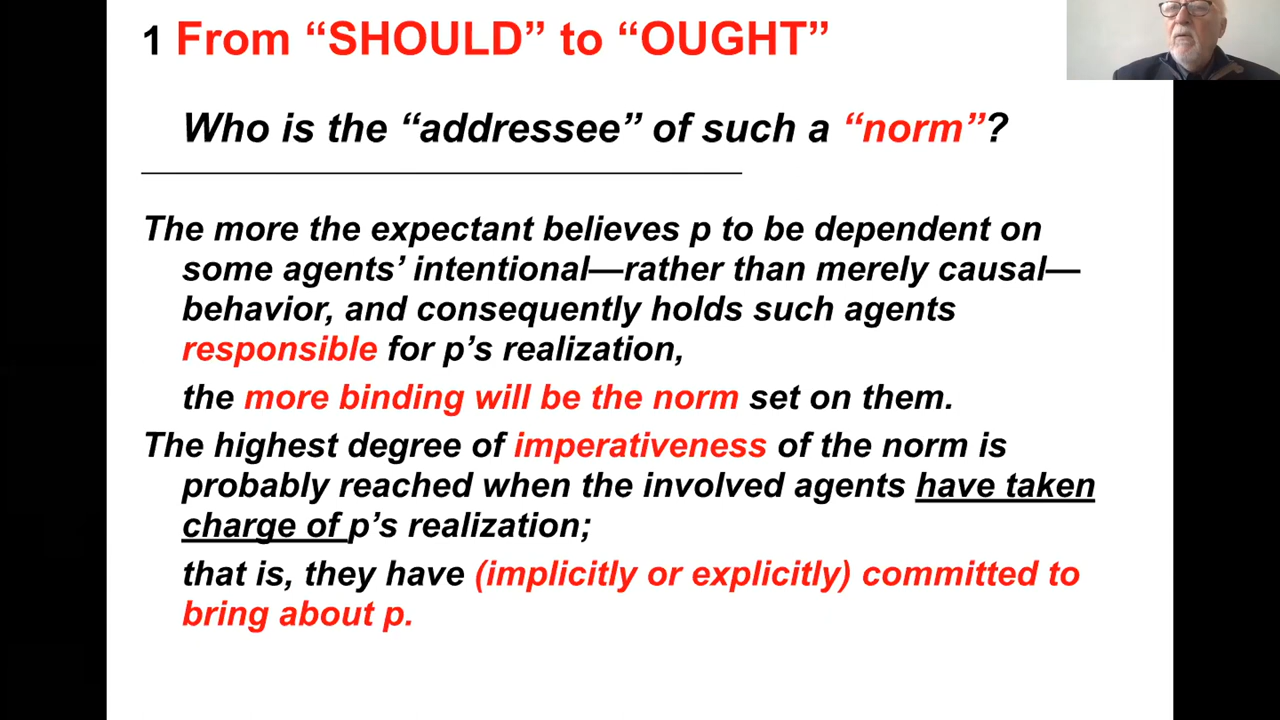 1 From “SHOULD” to “OUGHT”
Who is the “addressee” of such a “norm”?
The more the expectant believes p to be dependent on
some agents’ intentional—rather than merely causal—
behavior, and consequently holds such agents
responsible for p’s realization,
the more binding will be the norm set on them.
The highest degree of imperativeness of the norm is
probably reached when the involved agents have taken
charge of p’s realization;
that is, they have (implicitly or explicitly) committed to
bring about p.